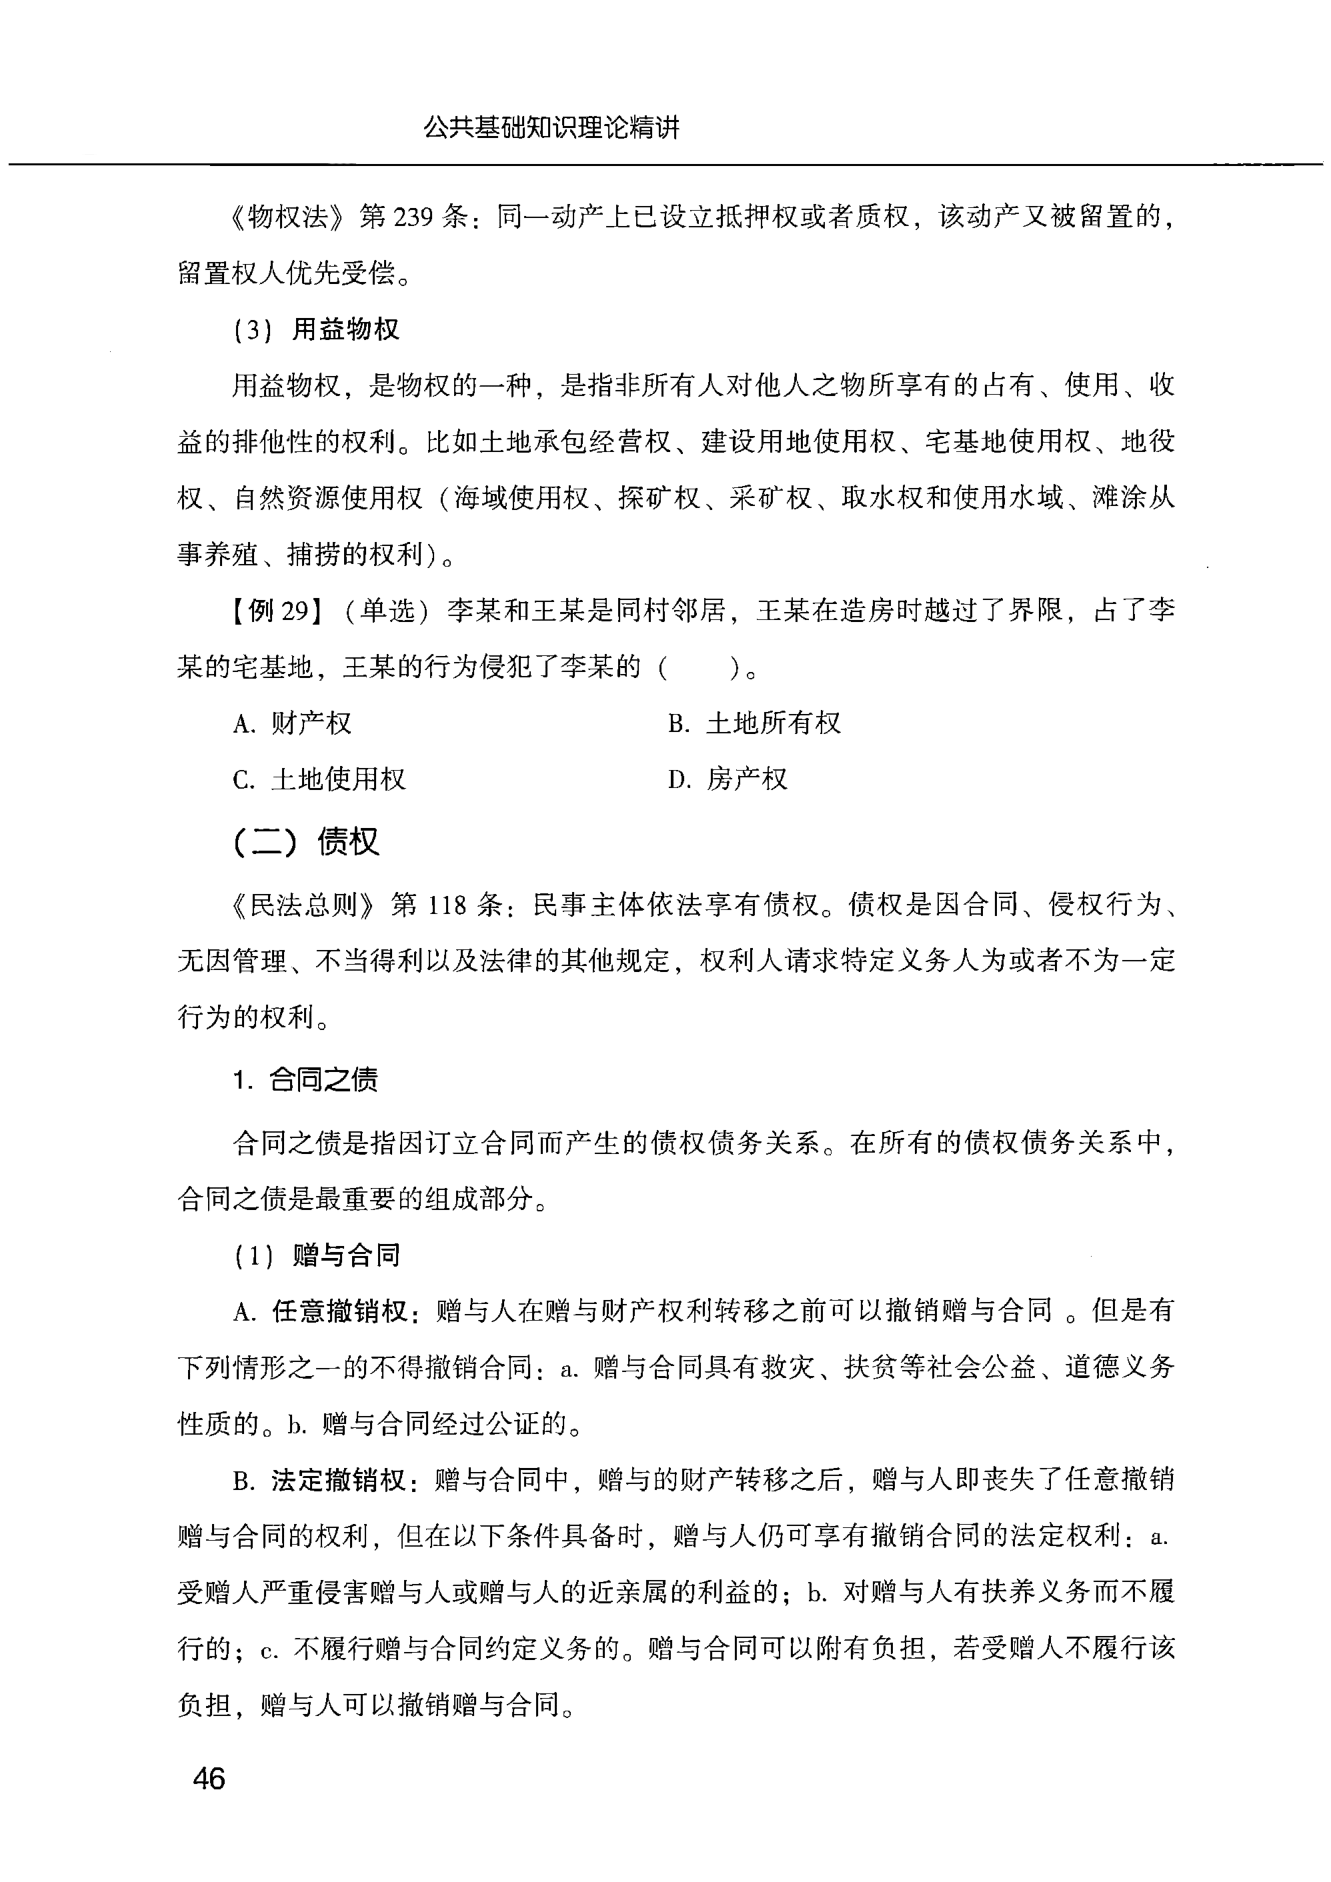 公共基础知识理论精讲
《物权法》第 239 条：同一动产上已设立抵押权或者质权，该动产又被留置的，
留置权人优先受偿。
(3) 用益物权
用益物权，是物权的一种，是指非所有人对他人之物所享有的占有、使用、收
益的排他性的权利。比如土地承包经营权、建设用地使用权、宅基地使用权、地役
权、自然资源使用权（海域使用权、探矿权、采矿权、取水权和使用水域、滩涂从
事养殖、捕捞的权利）。
【例 29】（单选）李某和王某是同村邻居，王某在造房时越过了界限，占了李
某的宅基地，王某的行为侵犯了李某的（　　）。
A. 财产权　　B. 土地所有权
C. 土地使用权　　D. 房产权
（二）债权
《民法总则》第 118 条：民事主体依法享有债权。债权是因合同、侵权行为、
无因管理、不当得利以及法律的其他规定，权利人请求特定义务人为或者不为一定
行为的权利。
1. 合同之债
合同之债是指因订立合同而产生的债权债务关系。在所有的债权债务关系中，
合同之债是最重要的组成部分。
(1) 赠与合同
A. 任意撤销权：赠与人在赠与财产权利转移之前可以撤销赠与合同 。但是有
下列情形之一的不得撤销合同：a. 赠与合同具有救灾、扶贫等社会公益、道德义务
性质的。b. 赠与合同经过公证的。
B. 法定撤销权：赠与合同中，赠与的财产转移之后，赠与人即丧失了任意撤销
赠与合同的权利，但在以下条件具备时，赠与人仍可享有撤销合同的法定权利：a.
受赠人严重侵害赠与人或赠与人的近亲属的利益的；b. 对赠与人有扶养义务而不履
行的；c. 不履行赠与合同约定义务的。赠与合同可以附有负担，若受赠人不履行该
负担，赠与人可以撤销赠与合同。
46